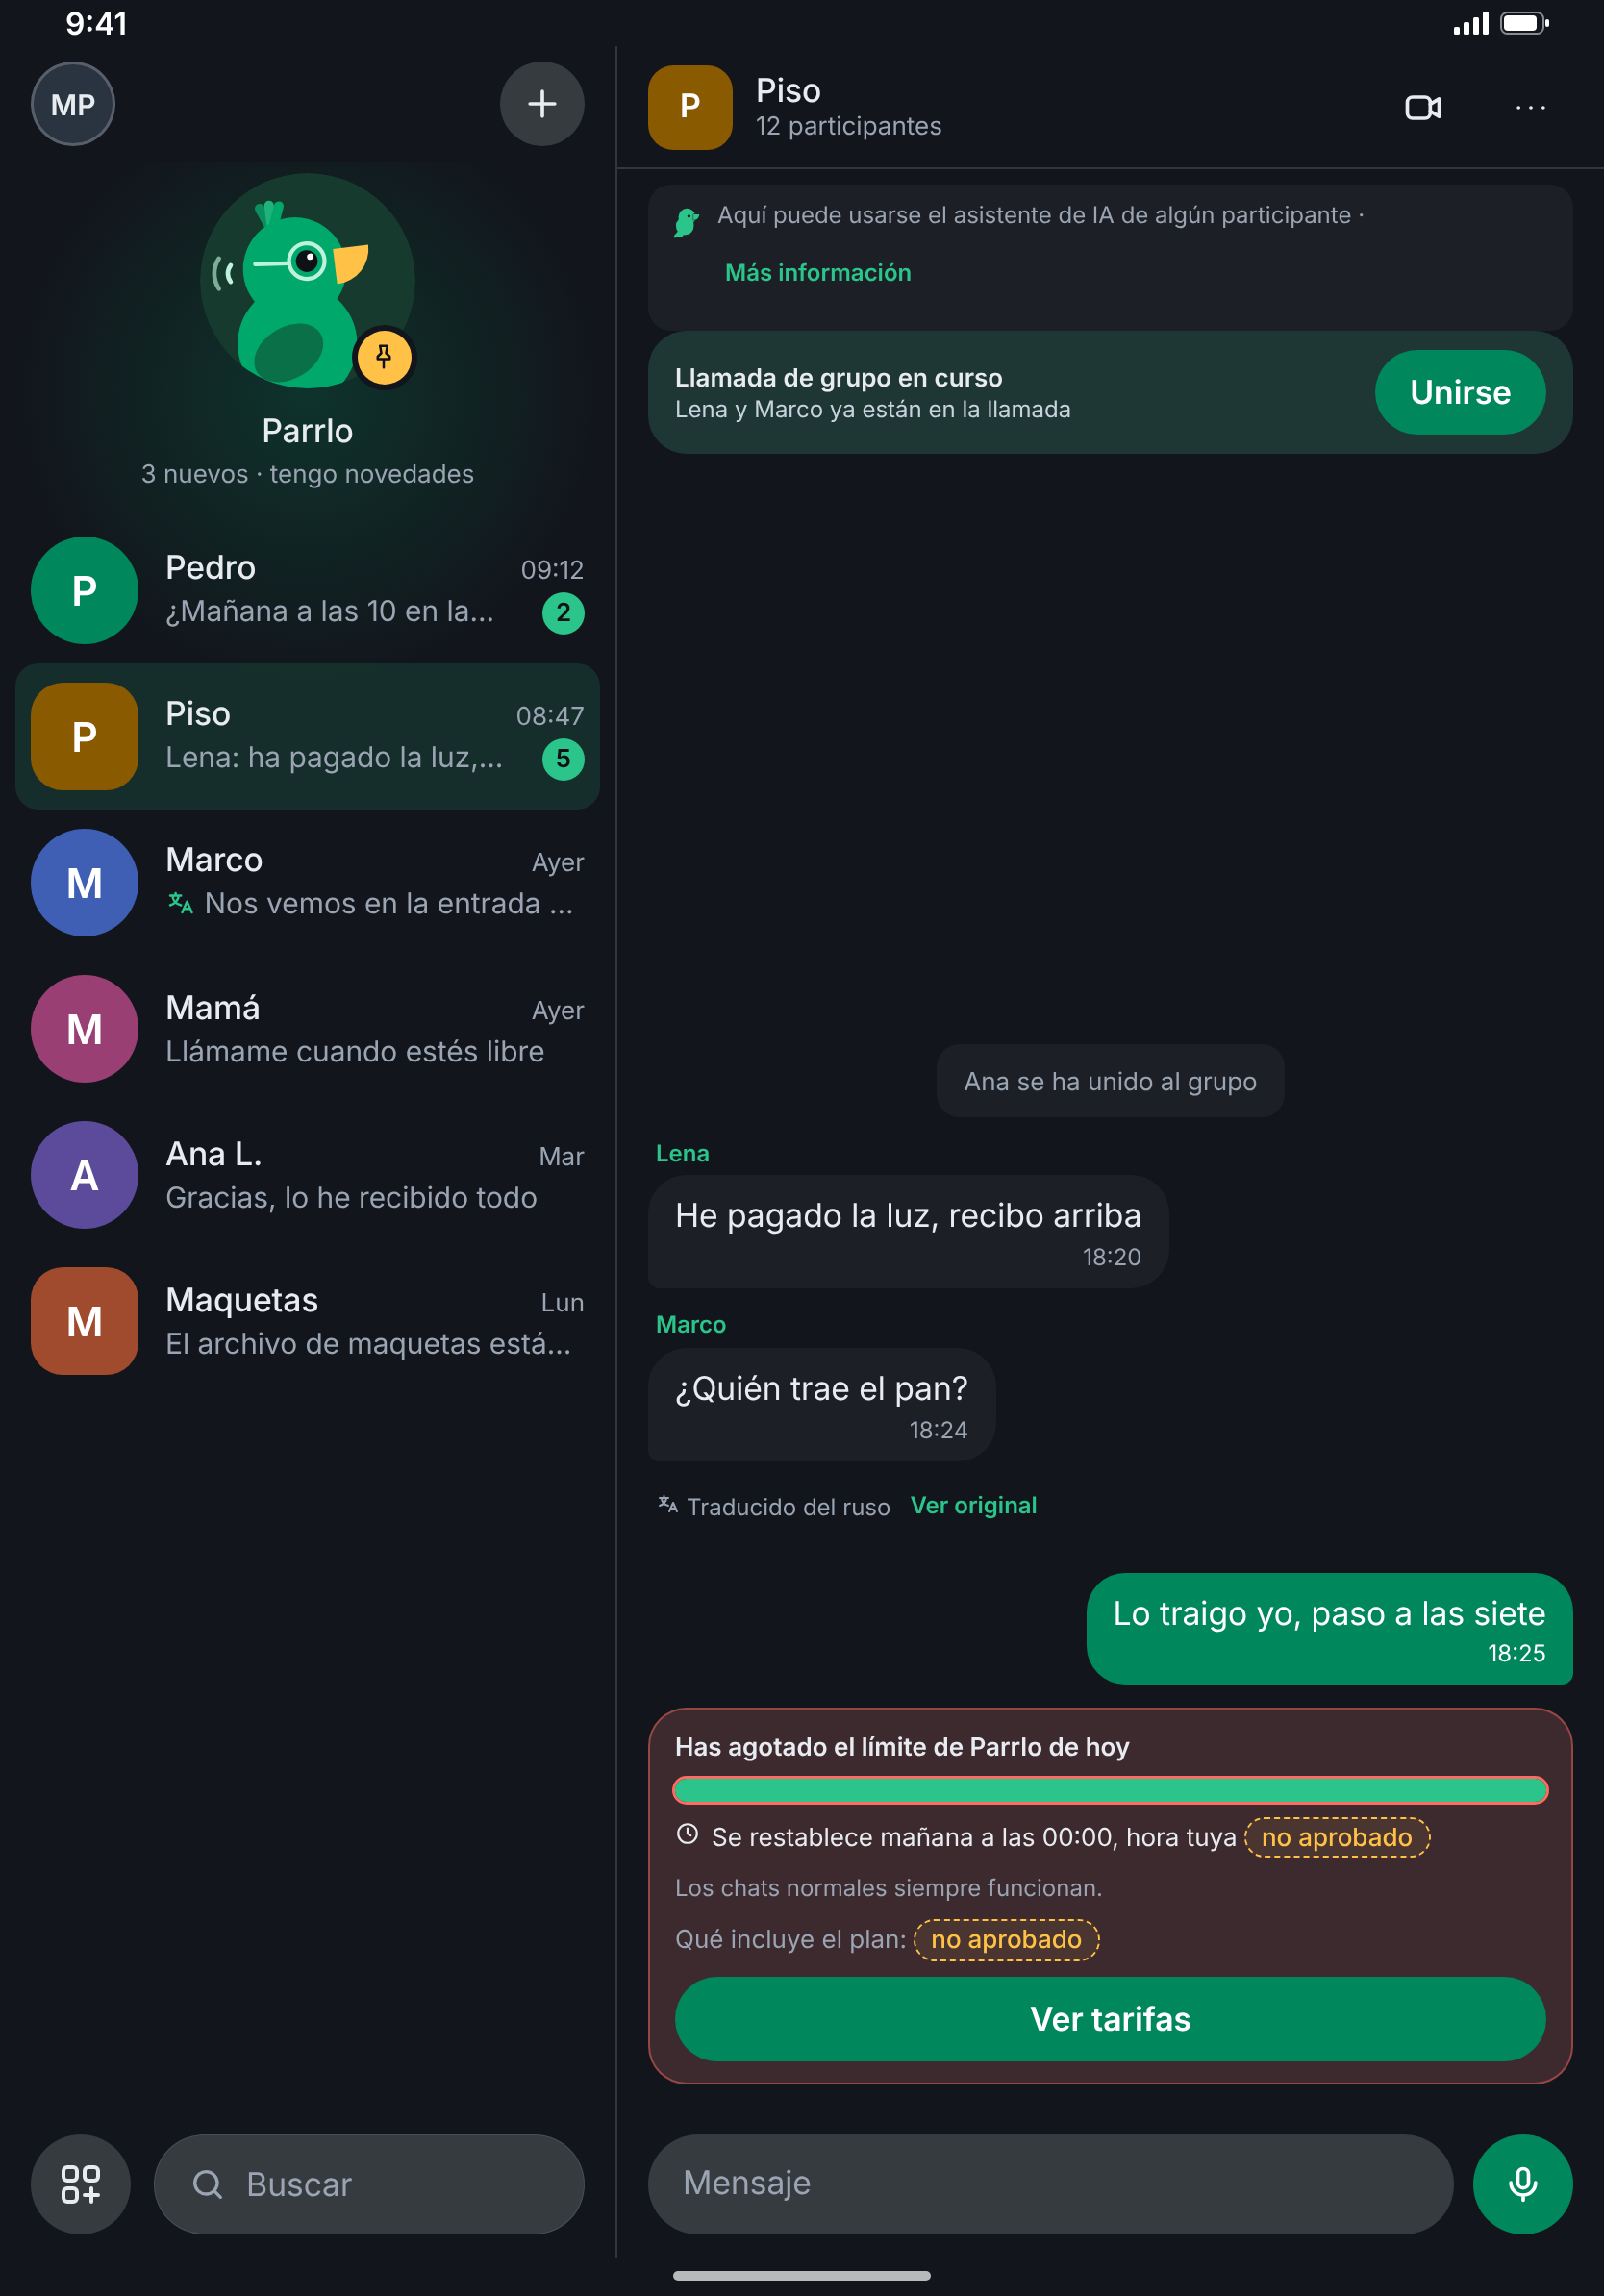 9:41
MP
Parrlo
3 nuevos · tengo novedades
P
Pedro
09:12
¿Mañana a las 10 en la...
2
P
Piso
08:47
Lena: ha pagado la luz,...
5
M
Marco
Ayer
Nos vemos en la entrada ...
M
Mamá
Ayer
Llámame cuando estés libre
A
Ana L.
Mar
Gracias, lo he recibido todo
M
Maquetas
Lun
El archivo de maquetas está...
Buscar
P
Piso
12 participantes
Aquí puede usarse el asistente de IA de algún participante ·
Más información
Llamada de grupo en curso
Lena y Marco ya están en la llamada
Unirse
Ana se ha unido al grupo
Lena
He pagado la luz, recibo arriba
18:20
Marco
¿Quién trae el pan?
18:24
Traducido del ruso Ver original
Lo traigo yo, paso a las siete
18:25
Has agotado el límite de Parrlo de hoy
Se restablece mañana a las 00:00, hora tuya no aprobado
Los chats normales siempre funcionan.
Qué incluye el plan: no aprobado
Ver tarifas
Mensaje